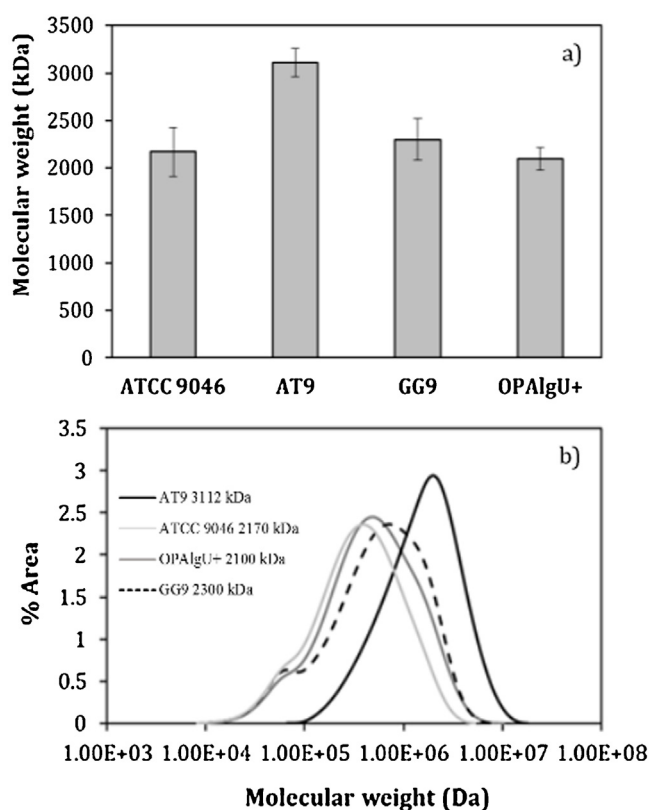 a)
Molecular weight (kDa)
3500
3000
2500
2000
1500
1000
500
0
ATCC 9046 AT9 GG9 OPAlgU+
b)
% Area
3.5
3
2.5
2
1.5
1
0.5
0
AT9 3112 kDa
ATCC 9046 2170 kDa
OPAlgU+ 2100 kDa
GG9 2300 kDa
1.00E+03 1.00E+04 1.00E+05 1.00E+06 1.00E+07 1.00E+08
Molecular weight (Da)